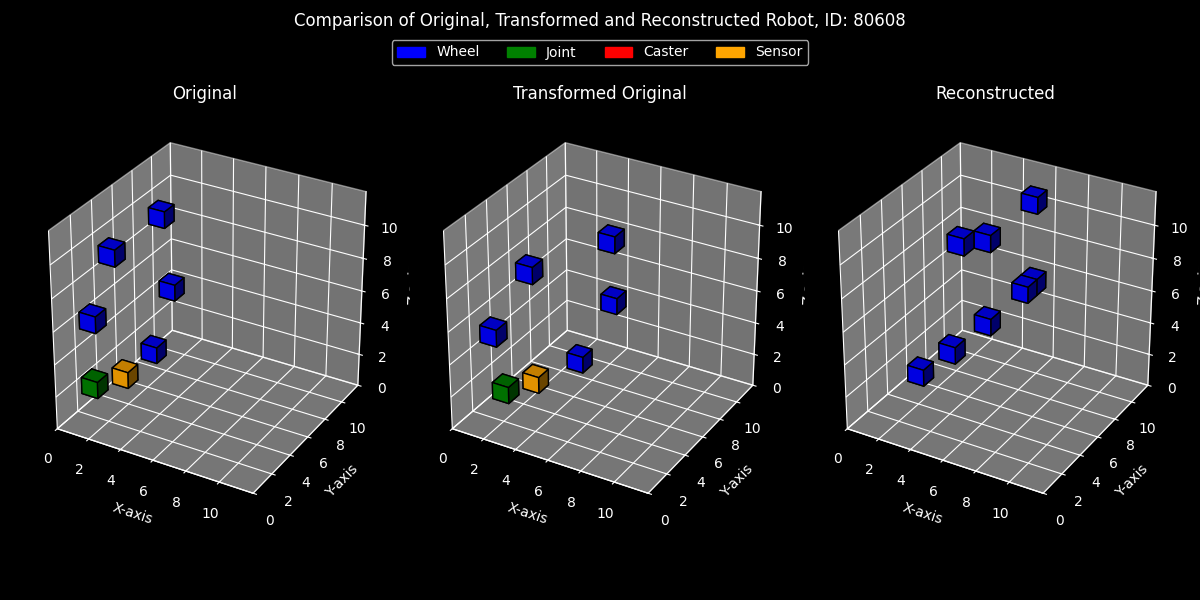 Comparison of Original, Transformed and Reconstructed Robot, ID: 80608
Wheel Joint Caster Sensor
Original Transformed Original Reconstructed
10 10 10
8 8 8
6 6 6
4 4 4
2 2 2
0 0 0
10 10 10
8 8 8
0 6 0 6 0 6
2 4 2 4 2 4
4 2 4 2 4 2
6 0 6 0 6 0
8 8 8
10 10 10
X-axis Y-axis X-axis Y-axis X-axis Y-axis